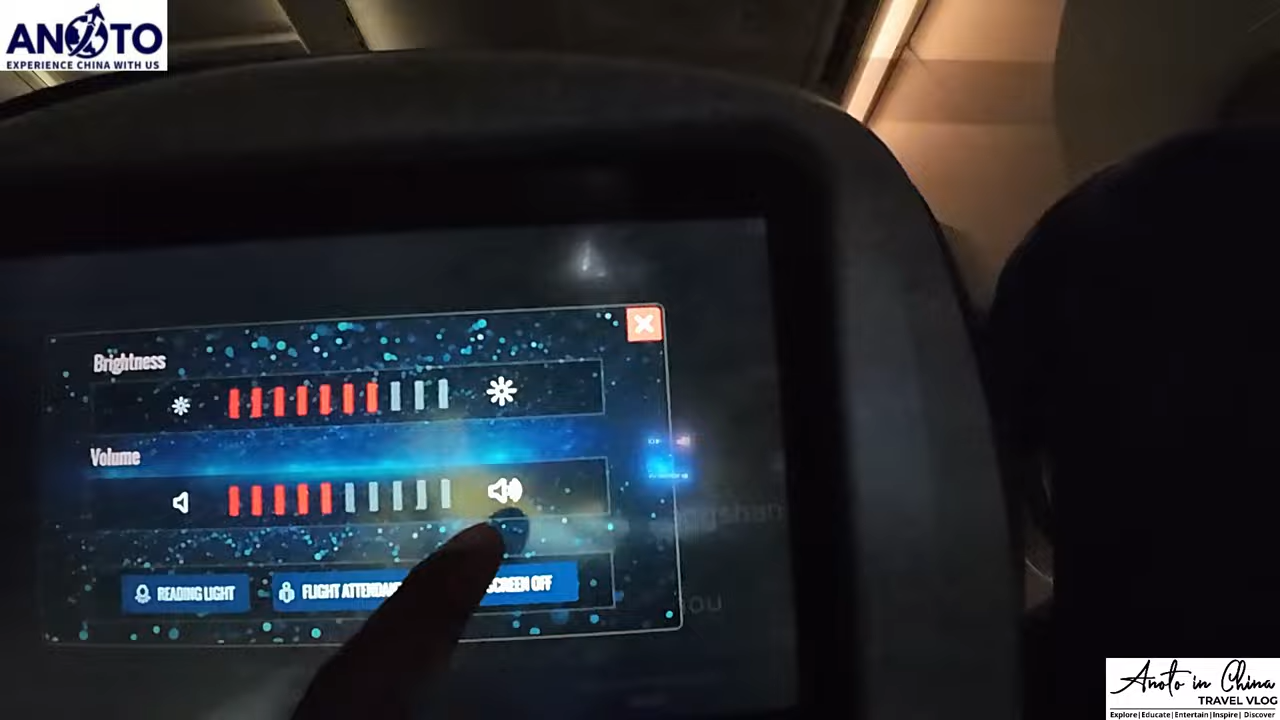 ANOTO
EXPERIENCE CHINA WITH US
Brightness
Volume
READING LIGHT
FLIGHT ATTENDA
SCREEN OFF
Anoto in China
TRAVEL VLOG
Explore|Educate|Entertain|Inspire| Discover